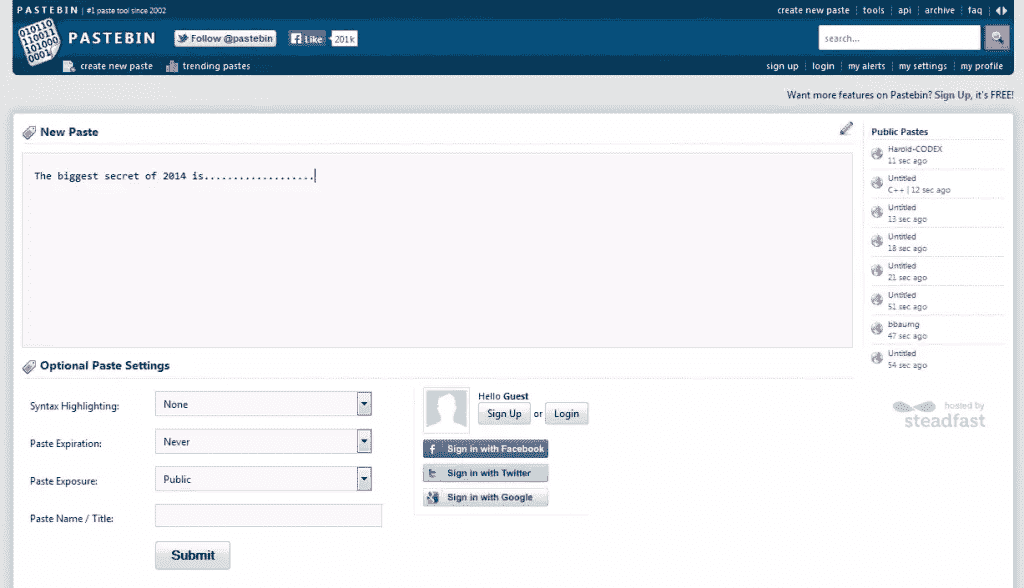 PASTEBIN | #1 paste tool since 2002
create new paste tools api archive faq
010110
110011
101000
0001
PASTEBIN
Follow @pastebin
Like 201k
search...
create new paste trending pastes
sign up login my alerts my settings my profile
Want more features on Pastebin? Sign Up, it's FREE!
New Paste
The biggest secret of 2014 is...................
Public Pastes
Harold-CODEX
11 sec ago
Untitled
C++ | 12 sec ago
Untitled
13 sec ago
Untitled
18 sec ago
Untitled
21 sec ago
Untitled
51 sec ago
bbaumg
47 sec ago
Untitled
54 sec ago
hosted by
steadfast
Optional Paste Settings
Syntax Highlighting: None
Paste Expiration: Never
Paste Exposure: Public
Paste Name / Title:
Submit
Hello Guest
Sign Up or Login
Sign in with Facebook
Sign in with Twitter
Sign in with Google